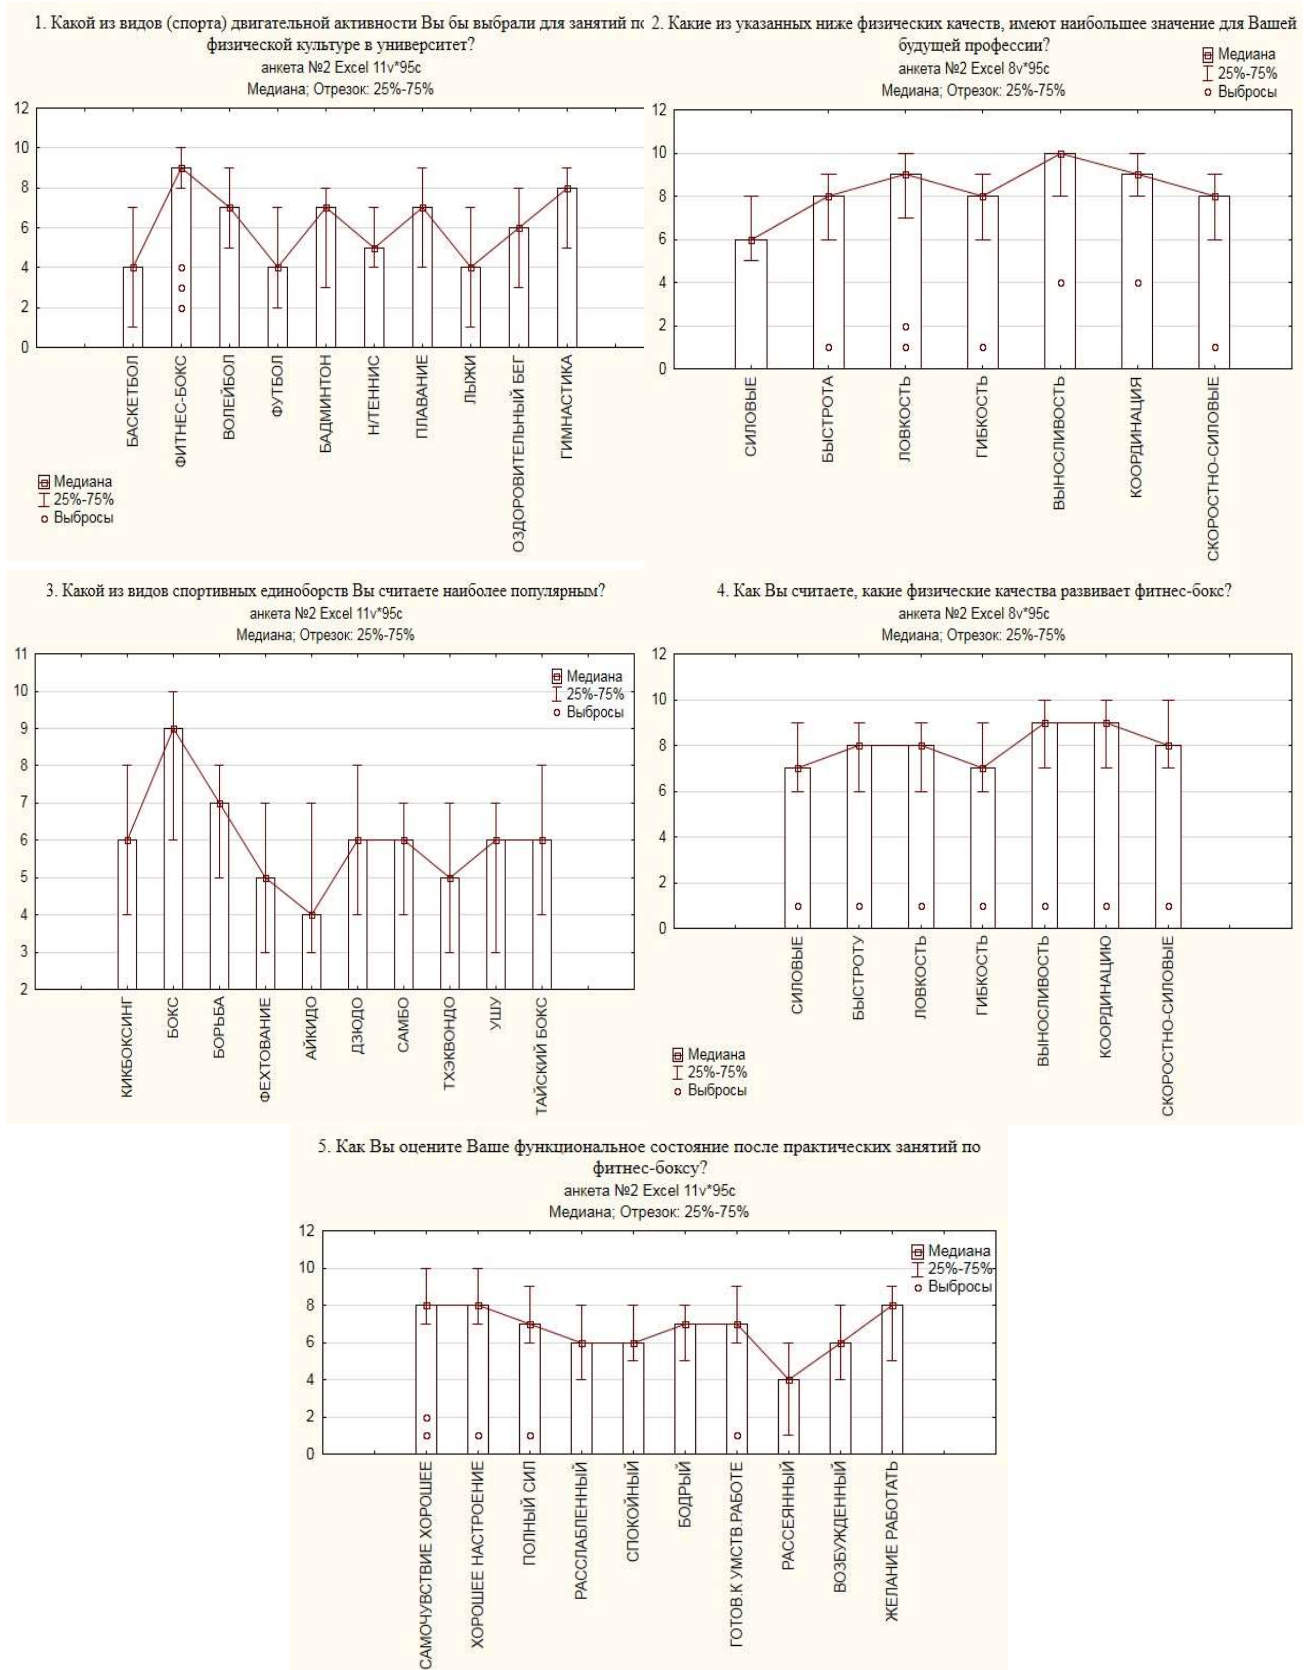 1. Какой из видов (спорта) двигательной активности Вы бы выбрали для занятий по
физической культуре в университет?
анкета №2 Excel 11v*95c
Медиана; Отрезок: 25%-75%
12
10
8
6
4
2
0
БАСКЕТБОЛ
ФИТНЕС-БОКС
ВОЛЕЙБОЛ
ФУТБОЛ
БАДМИНТОН
Н/ТЕННИС
ПЛАВАНИЕ
ЛЫЖИ
ОЗДОРОВИТЕЛЬНЫЙ БЕГ
ГИМНАСТИКА
Медиана
25%-75%
Выбросы
2. Какие из указанных ниже физических качеств, имеют наибольшее значение для Вашей
будущей профессии?
анкета №2 Excel 8v*95c
Медиана; Отрезок: 25%-75%
Медиана
25%-75%
Выбросы
12
10
8
6
4
2
0
СИЛОВЫЕ
БЫСТРОТА
ЛОВКОСТЬ
ГИБКОСТЬ
ВЫНОСЛИВОСТЬ
КООРДИНАЦИЯ
СКОРОСТНО-СИЛОВЫЕ
3. Какой из видов спортивных единоборств Вы считаете наиболее популярным?
анкета №2 Excel 11v*95c
Медиана; Отрезок: 25%-75%
Медиана
25%-75%
Выбросы
11
10
9
8
7
6
5
4
3
2
КИКБОКСИНГ
БОКС
БОРЬБА
ФЕХТОВАНИЕ
АЙКИДО
ДЗЮДО
САМБО
ТХЭКВОНДО
УШУ
ТАЙСКИЙ БОКС
4. Как Вы считаете, какие физические качества развивает фитнес-бокс?
анкета №2 Excel 8v*95c
Медиана; Отрезок: 25%-75%
12
10
8
6
4
2
0
СИЛОВЫЕ
БЫСТРОТУ
ЛОВКОСТЬ
ГИБКОСТЬ
ВЫНОСЛИВОСТЬ
КООРДИНАЦИЮ
СКОРОСТНО-СИЛОВЫЕ
Медиана
25%-75%
Выбросы
5. Как Вы оцените Ваше функциональное состояние после практических занятий по
фитнес-боксу?
анкета №2 Excel 11v*95c
Медиана; Отрезок: 25%-75%
Медиана
25%-75%
Выбросы
12
10
8
6
4
2
0
САМОЧУВСТВИЕ ХОРОШЕЕ
ХОРОШЕЕ НАСТРОЕНИЕ
ПОЛНЫЙ СИЛ
РАССЛАБЛЕННЫЙ
СПОКОЙНЫЙ
БОДРЫЙ
ГОТОВ.К УМСТВ.РАБОТЕ
РАССЕЯННЫЙ
ВОЗБУЖДЕННЫЙ
ЖЕЛАНИЕ РАБОТАТЬ